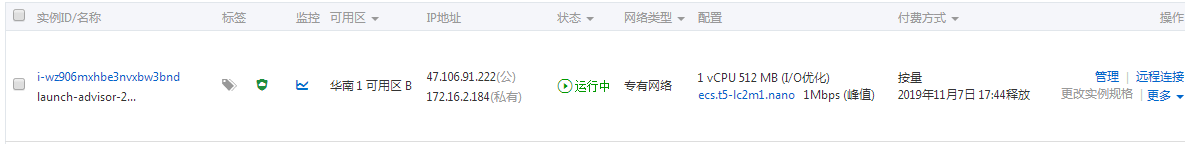 实例ID/名称 标签 监控 可用区 IP地址 状态 网络类型 配置 付费方式 操作
i-wz906mxhbe3nvxbw3bnd 华南 1 可用区 B 47.106.91.222(公) 运行中 专有网络 1 vCPU 512 MB (I/O优化) 按量 管理 | 远程连接
launch-advisor-2... 172.16.2.184(私有) ecs.t5-lc2m1.nano 1Mbps (峰值) 2019年11月7日 17:44释放 更改实例规格 | 更多